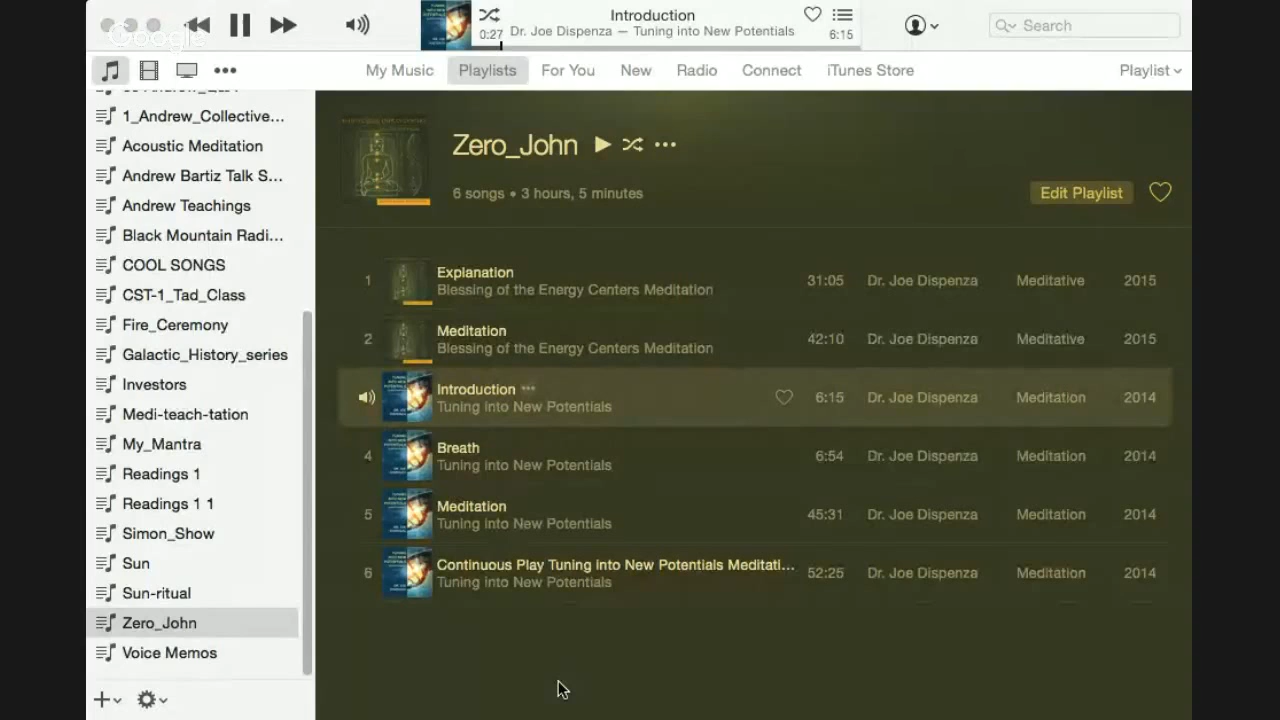 Google
Introduction
0:27 Dr. Joe Dispenza — Tuning into New Potentials 6:15
Search
My Music Playlists For You New Radio Connect iTunes Store Playlist
1_Andrew_Collective...
Acoustic Meditation
Andrew Bartiz Talk S...
Andrew Teachings
Black Mountain Radi...
COOL SONGS
CST-1_Tad_Class
Fire_Ceremony
Galactic_History_series
Investors
Medi-teach-tation
My_Mantra
Readings 1
Readings 1 1
Simon_Show
Sun
Sun-ritual
Zero_John
Voice Memos
Zero_John
6 songs • 3 hours, 5 minutes
Edit Playlist
1 Explanation 31:05 Dr. Joe Dispenza Meditative 2015
Blessing of the Energy Centers Meditation
2 Meditation 42:10 Dr. Joe Dispenza Meditative 2015
Blessing of the Energy Centers Meditation
Introduction ••• 6:15 Dr. Joe Dispenza Meditation 2014
Tuning into New Potentials
4 Breath 6:54 Dr. Joe Dispenza Meditation 2014
Tuning into New Potentials
5 Meditation 45:31 Dr. Joe Dispenza Meditation 2014
Tuning into New Potentials
6 Continuous Play Tuning into New Potentials Meditati... 52:25 Dr. Joe Dispenza Meditation 2014
Tuning into New Potentials